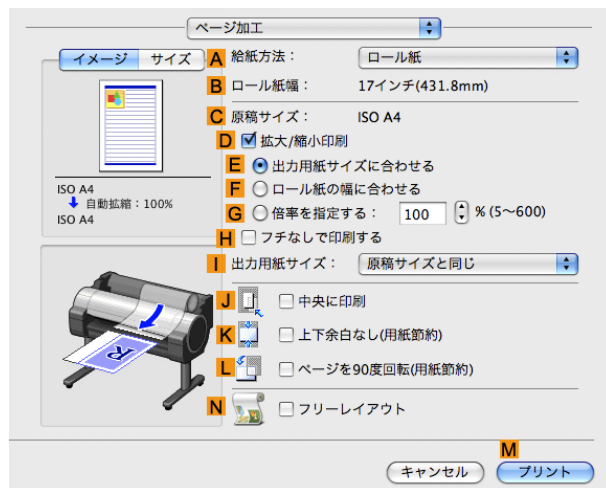 ページ加工
イメージ サイズ
A 給紙方法： ロール紙
B ロール紙幅： 17インチ(431.8mm)
C 原稿サイズ： ISO A4
D 拡大/縮小印刷
E 出力用紙サイズに合わせる
F ロール紙の幅に合わせる
G 倍率を指定する： 100 % (5～600)
H フチなしで印刷する
I 出力用紙サイズ： 原稿サイズと同じ
ISO A4
自動拡縮：100%
ISO A4
R
J 中央に印刷
K 上下余白なし(用紙節約)
L ページを90度回転(用紙節約)
N フリーレイアウト
M
キャンセル プリント